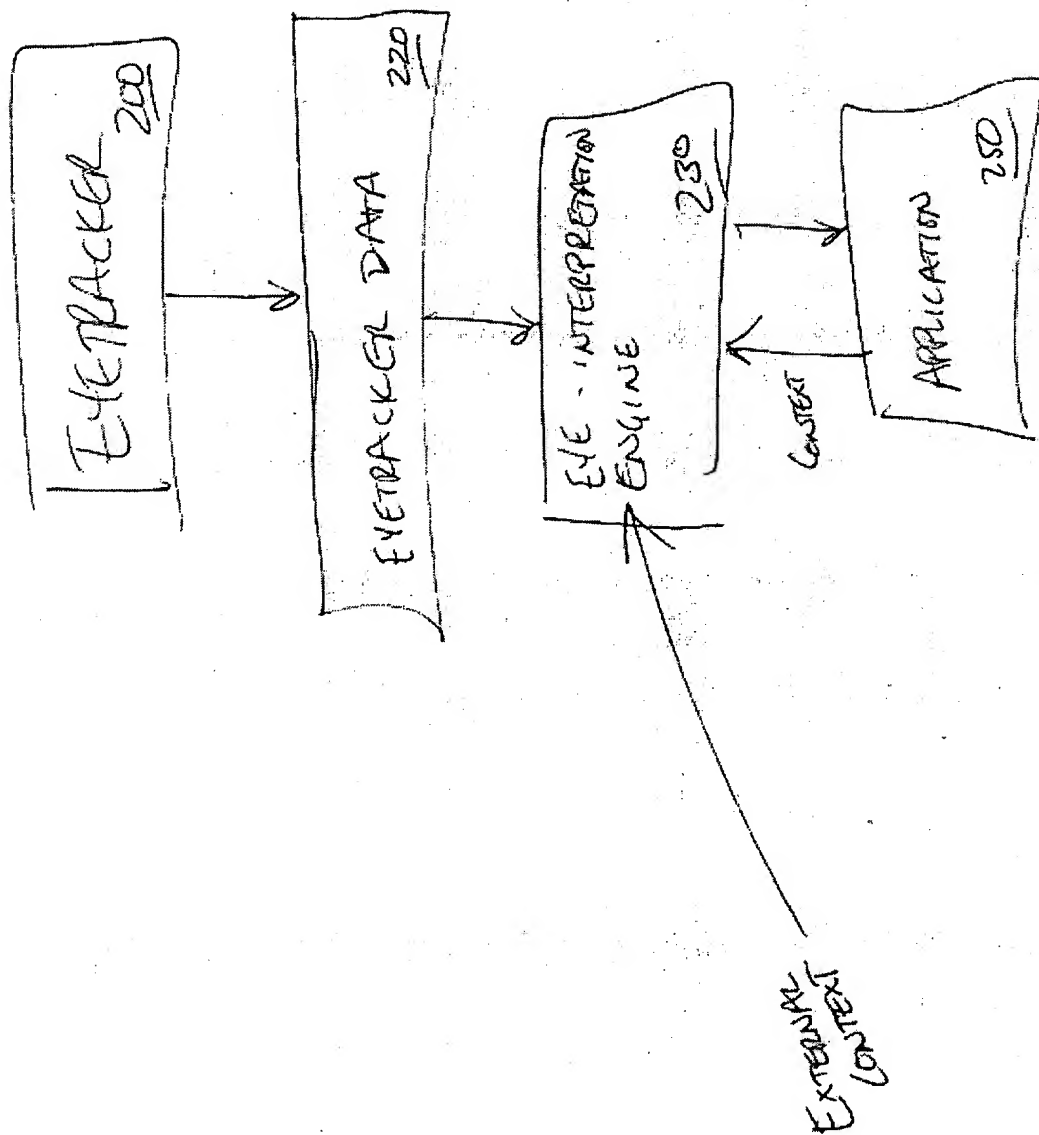 EYETRACKER
200
EYETRACKER DATA
220
EYE - INTERPRETATION
ENGINE
230
CONTEXT
APPLICATION
250
EXTERNAL
CONTEXT